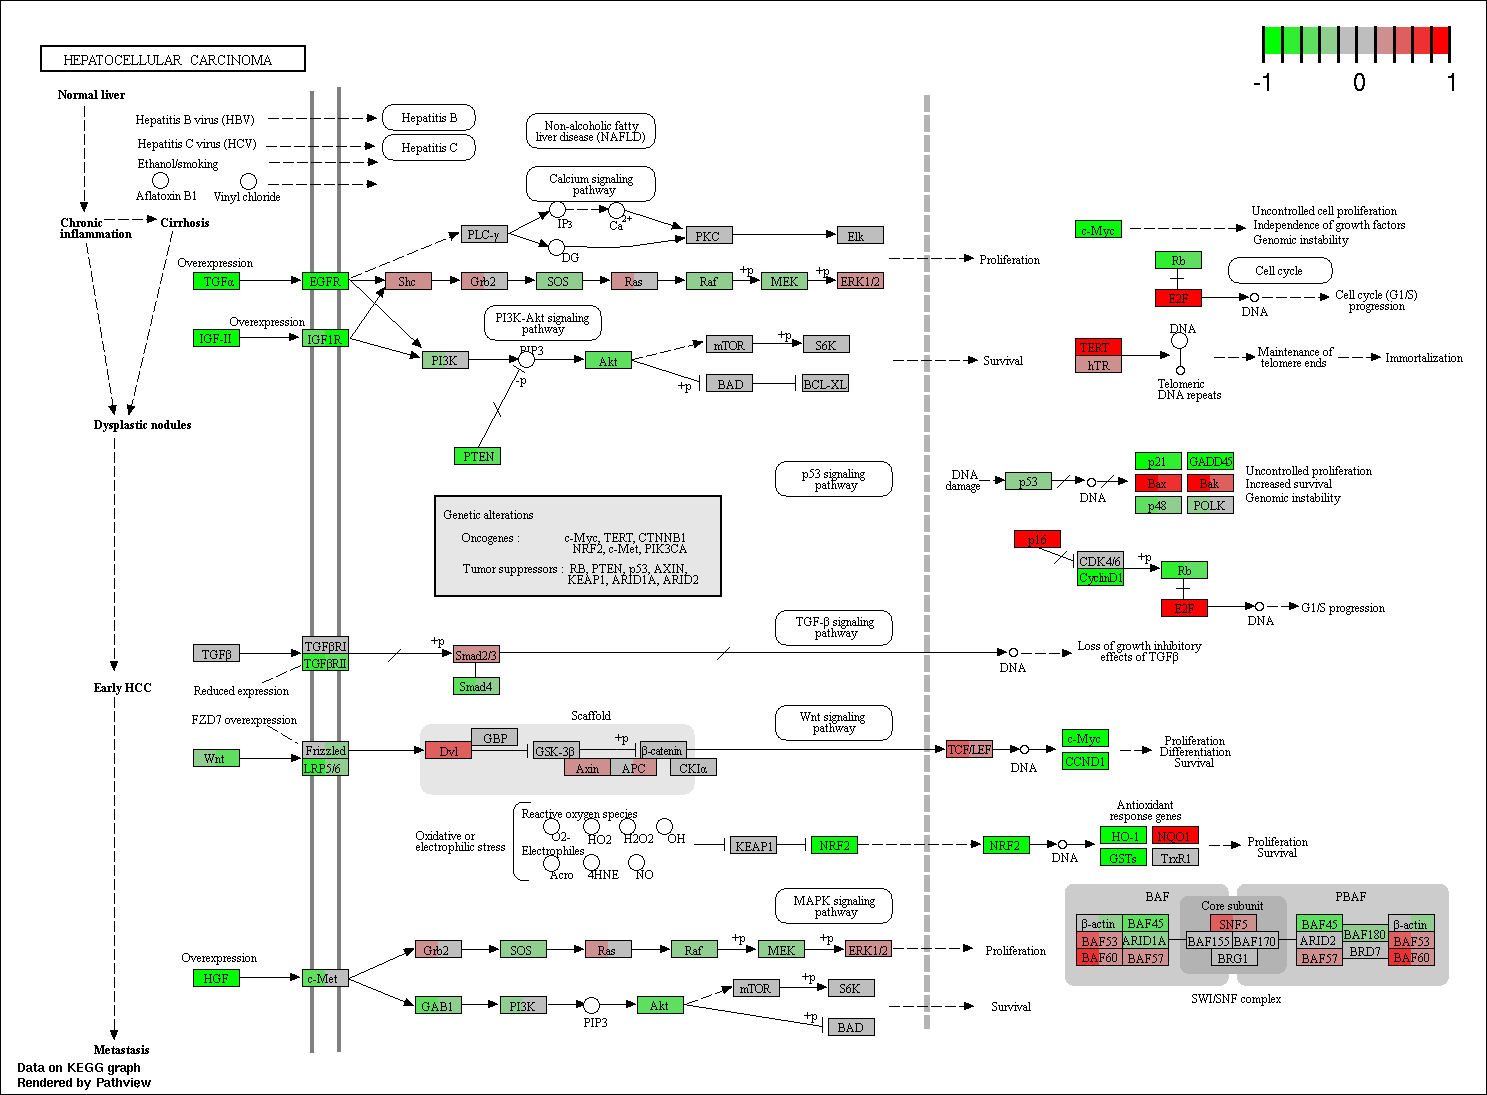 HEPATOCELLULAR CARCINOMA
-1
0
1
Normal liver
Hepatitis B virus (HBV)
Hepatitis B
Hepatitis C virus (HCV)
Hepatitis C
Ethanol/smoking
Aflatoxin B1
Vinyl chloride
Non-alcoholic fatty
liver disease (NAFLD)
Calcium signaling
pathway
Chronic
inflammation
Cirrhosis
IP3
Ca2+
PLC-γ
DG
PKC
Elk
c-Myc
Uncontrolled cell proliferation
Independence of growth factors
Genomic instability
Overexpression
TGFα
EGFR
Shc
Grb2
SOS
Ras
Raf
+p
MEK
+p
ERK1/2
Proliferation
Rb
Cell cycle
E2F
DNA
Cell cycle (G1/S)
progression
Overexpression
IGF-II
IGF1R
PI3K-Akt signaling
pathway
PI3K
PIP3
-p
Akt
mTOR
+p
S6K
+p
BAD
BCL-XL
Survival
DNA
TERT
hTR
Telomeric
DNA repeats
Maintenance of
telomere ends
Immortalization
Dysplastic nodules
PTEN
p53 signaling
pathway
DNA
damage
p53
DNA
p21
GADD45
Bax
Bak
p48
POLK
Uncontrolled proliferation
Increased survival
Genomic instability
Genetic alterations
Oncogenes :
c-Myc, TERT, CTNNB1
NRF2, c-Met, PIK3CA
Tumor suppressors :
RB, PTEN, p53, AXIN,
KEAP1, ARID1A, ARID2
p16
CDK4/6
CyclinD1
+p
Rb
E2F
DNA
G1/S progression
TGF-β signaling
pathway
TGFβ
TGFβRI
TGFβRII
+p
Smad2/3
Smad4
DNA
Loss of growth inhibitory
effects of TGFβ
Reduced expression
Early HCC
FZD7 overexpression
Scaffold
Wnt signaling
pathway
Wnt
Frizzled
LRP5/6
Dvl
GBP
GSK-3β
+p
β-catenin
Axin
APC
CKIα
TCF/LEF
DNA
c-Myc
CCND1
Proliferation
Differentiation
Survival
Oxidative or
electrophilic stress
Reactive oxygen species
O2-
HO2
H2O2
OH
Electrophiles
Acro
4HNE
NO
KEAP1
NRF2
NRF2
DNA
Antioxidant
response genes
HO-1
NQO1
GSTs
TrxR1
Proliferation
Survival
MAPK signaling
pathway
BAF
PBAF
Core subunit
β-actin
BAF45
SNF5
BAF45
β-actin
BAF53
ARID1A
BAF155
BAF170
ARID2
BAF180
BAF53
BAF60
BAF57
BRG1
BAF57
BRD7
BAF60
SWI/SNF complex
Grb2
SOS
Ras
Raf
+p
MEK
+p
ERK1/2
Proliferation
Overexpression
HGF
c-Met
GAB1
PI3K
PIP3
Akt
mTOR
+p
S6K
+p
BAD
Survival
Metastasis
Data on KEGG graph
Rendered by Pathview